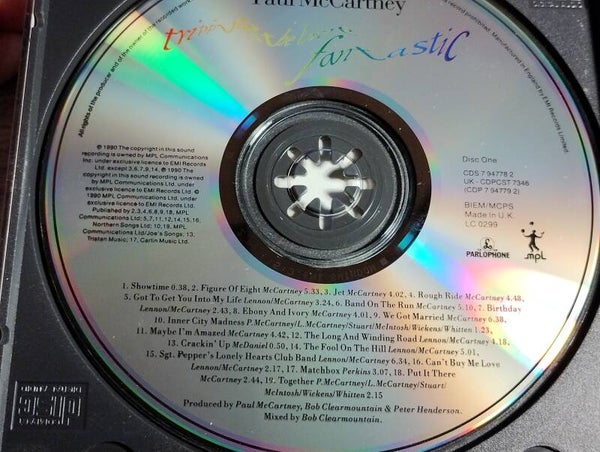 Paul McCartney
tripping the live fantastic
All rights of the producer and of the owner of the recorded work
prohibited. Manufactured in England by EMI Records Limited.
℗ 1990 The copyright in this sound
recording is owned by MPL Communications
Inc. under exclusive licence to EMI Records
Ltd. except 3,6,7,9,14, ℗ 1990 The
copyright in this sound recording is
owned by MPL Communications Ltd. under
exclusive licence to EMI Records Ltd. ©
1990 MPL Communications Ltd.
Published by 2,3,4,6,8,9,18, MPL
Communications Ltd; 5,7,11,12,14,15,16,
Northern Songs Ltd; 10,19, MPL
Communications Ltd/Joe's Songs; 13;
Tristan Music; 17, Carlin Music Ltd.
Disc One
CDS 7 94778 2
UK - CDPCST 7346
(CDP 7 94779 2)
BIEM/MCPS
Made in U.K.
LC 0299
PARLOPHONE
mpl
1. Showtime 0.38, 2. Figure Of Eight McCartney 5.33, 3. Jet McCartney 4.02, 4. Rough Ride McCartney 4.48,
5. Got To Get You Into My Life Lennon/McCartney 3.24, 6. Band On The Run McCartney 5.10, 7. Birthday
Lennon/McCartney 2.43, 8. Ebony And Ivory McCartney 4.01, 9. We Got Married McCartney 6.38,
10. Inner City Madness P.McCartney/L.McCartney/Stuart/McIntosh/Wickens/Whitten 1.23,
11. Maybe I'm Amazed McCartney 4.42, 12. The Long And Winding Road Lennon/McCartney 4.18,
13. Crackin' Up McDaniel 0.50, 14. The Fool On The Hill Lennon/McCartney 5.01,
15. Sgt. Pepper's Lonely Hearts Club Band Lennon/McCartney 6.34, 16. Can't Buy Me Love
Lennon/McCartney 2.17, 17. Matchbox Perkins 3.07, 18. Put It There
McCartney 2.44, 19. Together P.McCartney/L.McCartney/Stuart/
McIntosh/Wickens/Whitten 2.15
Produced by Paul McCartney, Bob Clearmountain & Peter Henderson.
Mixed by Bob Clearmountain.
COMPACT
disc
DIGITAL AUDIO